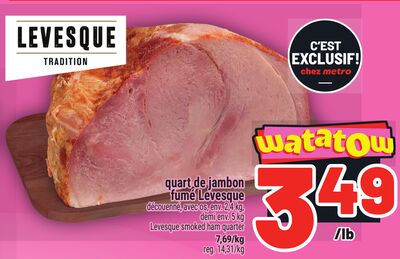 LEVESQUE
TRADITION
C'EST
EXCLUSIF!
chez metro
watatow
3 49
/lb
quart de jambon
fumé Levesque
découenné, avec os, env. 2,4 kg,
demi env. 5 kg
Levesque smoked ham quarter
7,69/kg
reg. 14,31/kg